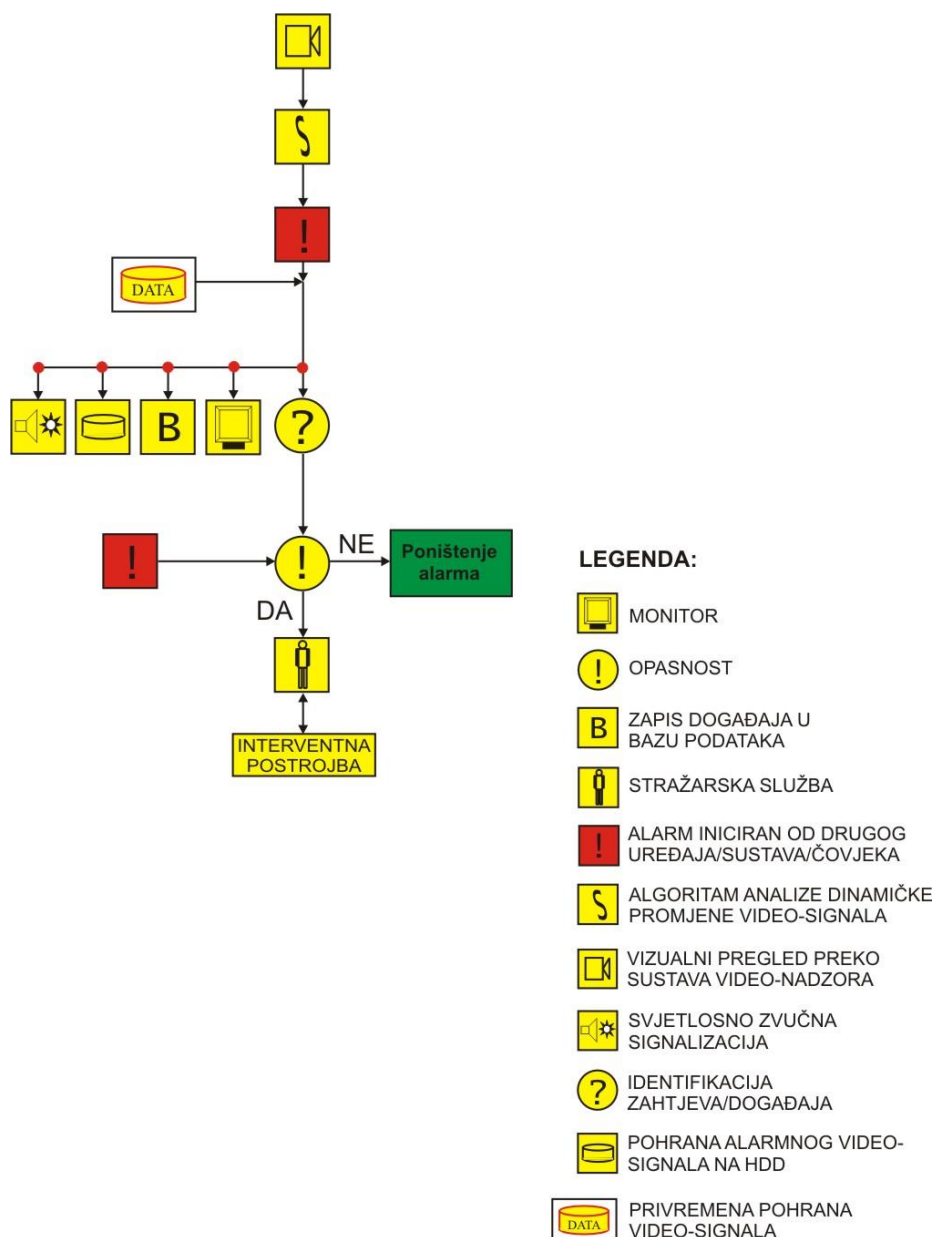 !
DATA
B
?
!
!
NE
Poništenje
alarma
DA
INTERVENTNA
POSTROJBA
LEGENDA:
MONITOR
!
OPASNOST
B
ZAPIS DOGAĐAJA U
BAZU PODATAKA
STRAŽARSKA SLUŽBA
!
ALARM INICIRAN OD DRUGOG
UREĐAJA/SUSTAVA/ČOVJEKA
ALGORITAM ANALIZE DINAMIČKE
PROMJENE VIDEO-SIGNALA
VIZUALNI PREGLED PREKO
SUSTAVA VIDEO-NADZORA
SVJETLOSNO ZVUČNA
SIGNALIZACIJA
?
IDENTIFIKACIJA
ZAHTJEVA/DOGAĐAJA
POHRANA ALARMNOG VIDEO-
SIGNALA NA HDD
DATA
PRIVREMENA POHRANA
VIDEO-SIGNALA